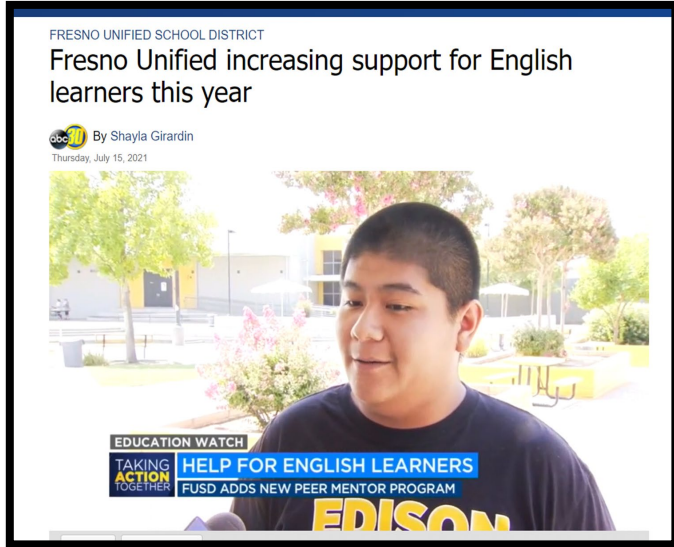 FRESNO UNIFIED SCHOOL DISTRICT
Fresno Unified increasing support for English
learners this year
abc30 By Shayla Girardin
Thursday, July 15, 2021
EDUCATION WATCH
TAKING
ACTION
TOGETHER
HELP FOR ENGLISH LEARNERS
FUSD ADDS NEW PEER MENTOR PROGRAM
EDISON